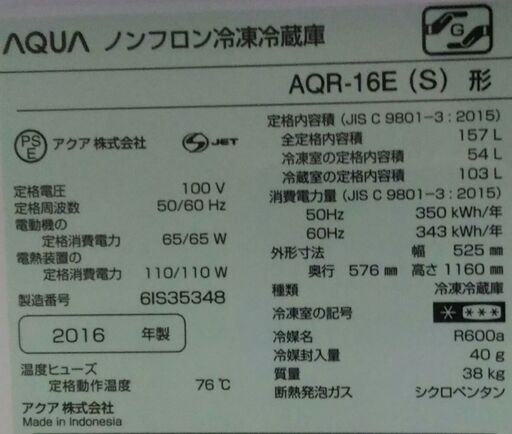 AQUA ノンフロン冷凍冷蔵庫
G
AQR-16E (S) 形
PS
E
アクア 株式会社
S JET
定格電圧 100 V
定格周波数 50/60 Hz
電動機の
定格消費電力 65/65 W
電熱装置の
定格消費電力 110/110 W
製造番号 6IS35348
2016 年製
温度ヒューズ
定格動作温度 76℃
アクア 株式会社
Made in Indonesia
定格内容積 (JIS C 9801-3 : 2015)
全定格内容積 157 L
冷凍室の定格内容積 54 L
冷蔵室の定格内容積 103 L
消費電力量 (JIS C 9801-3 : 2015)
50Hz 350 kWh/年
60Hz 343 kWh/年
外形寸法 幅 525 ㎜
奥行 576 ㎜ 高さ 1160 ㎜
種類 冷凍冷蔵庫
冷凍室の記号 * ***
冷媒名 R600a
冷媒封入量 40 g
質量 38 kg
断熱発泡ガス シクロペンタン